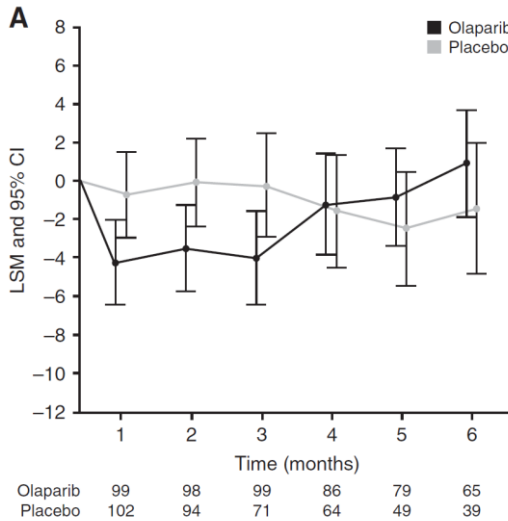 A
Olaparib
Placebo
LSM and 95% CI
8
6
4
2
0
−2
−4
−6
−8
−10
−12
1 2 3 4 5 6
Time (months)
Olaparib 99 98 99 86 79 65
Placebo 102 94 71 64 49 39